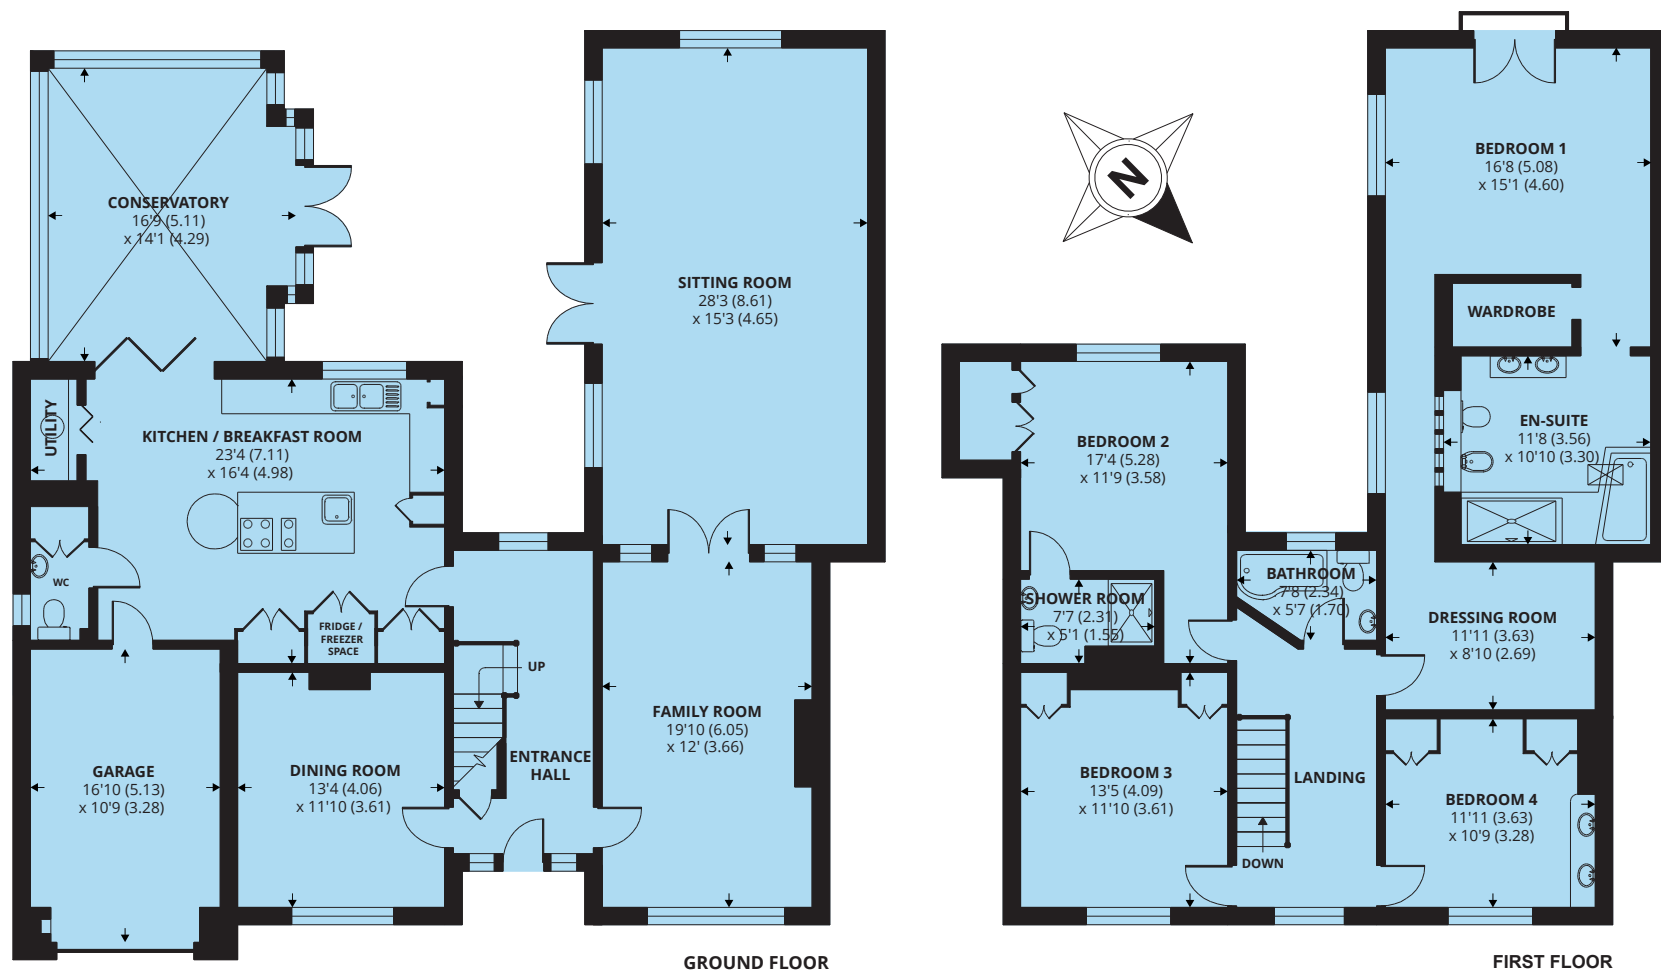 CONSERVATORY
16'9 (5.11)
x 14'1 (4.29)
UTILITY
KITCHEN / BREAKFAST ROOM
23'4 (7.11)
x 16'4 (4.98)
WC
FRIDGE /
FREEZER
SPACE
UP
GARAGE
16'10 (5.13)
x 10'9 (3.28)
DINING ROOM
13'4 (4.06)
x 11'10 (3.61)
ENTRANCE
HALL
SITTING ROOM
28'3 (8.61)
x 15'3 (4.65)
FAMILY ROOM
19'10 (6.05)
x 12' (3.66)
GROUND FLOOR
N
BEDROOM 1
16'8 (5.08)
x 15'1 (4.60)
WARDROBE
EN-SUITE
11'8 (3.56)
x 10'10 (3.30)
BEDROOM 2
17'4 (5.28)
x 11'9 (3.58)
SHOWER ROOM
7'7 (2.31)
x 5'1 (1.55)
BATHROOM
7'8 (2.34)
x 5'7 (1.70)
DRESSING ROOM
11'11 (3.63)
x 8'10 (2.69)
BEDROOM 3
13'5 (4.09)
x 11'10 (3.61)
LANDING
DOWN
BEDROOM 4
11'11 (3.63)
x 10'9 (3.28)
FIRST FLOOR